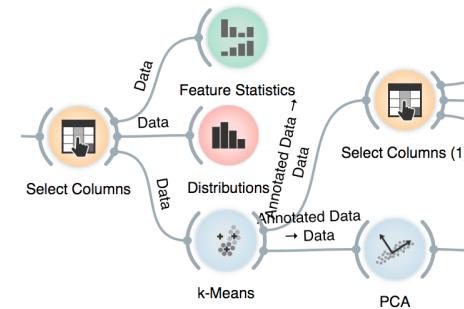 Data
Feature Statistics
Data
Annotated Data →
Data
Select Columns (1
Select Columns
Distributions
Data
Annotated Data
→ Data
k-Means
PCA